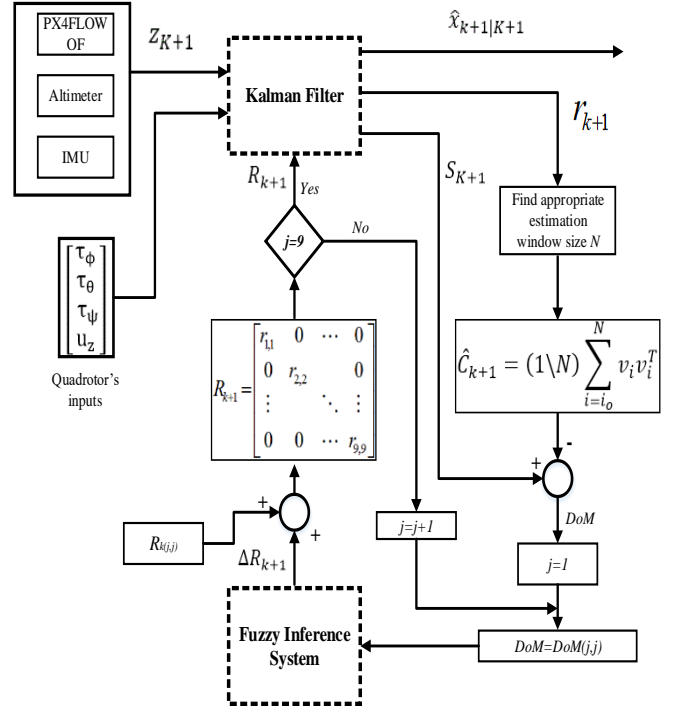 PX4FLOW
OF
Altimeter
IMU
Z_{K+1}
Kalman Filter
x̂_{k+1|K+1}
r_{k+1}
S_{K+1}
R_{k+1}
Yes
j=9
No
Find appropriate
estimation
window size N
τ_ϕ
τ_θ
τ_ψ
u_z
Quadrotor's
inputs
R_{k+1} = [r_{1,1} 0 ⋯ 0
0 r_{2,2} 0
⋮ ⋱ ⋮
0 0 ⋯ r_{9,9}]
Ĉ_{k+1} = (1\N) ∑_{i=i_o}^{N} v_i v_i^T
-
+
DoM
j=1
j=j+1
+
+
R_{k(j,j)}
ΔR_{k+1}
Fuzzy Inference
System
DoM=DoM(j,j)